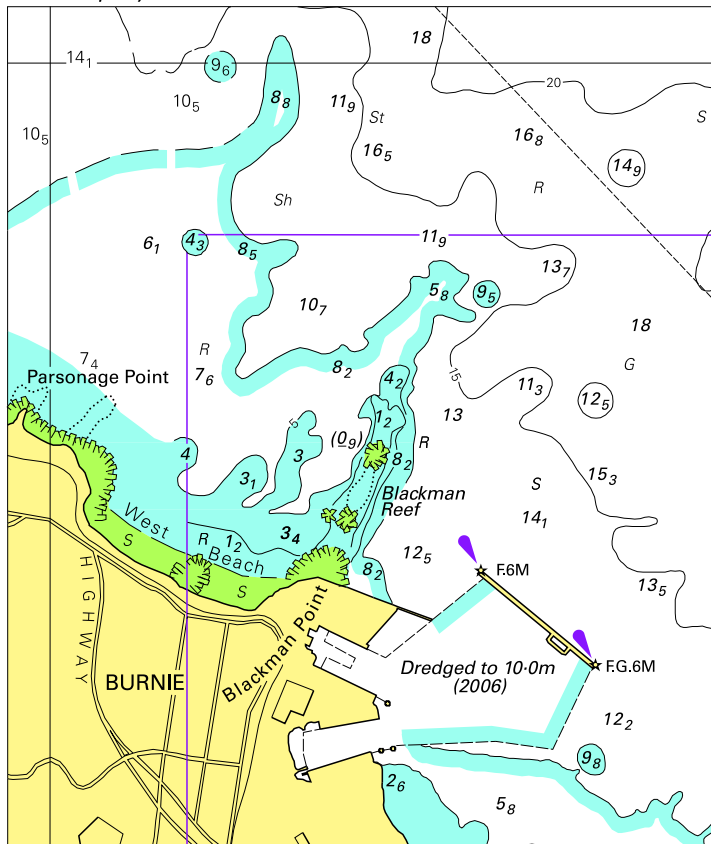 18
14₁
9₆
20
8₈
10₅
11₉
St
S
10₅
16₈
16₅
14₉
R
Sh
6₁
4₃
11₉
8₅
13₇
5₈
9₅
10₇
18
R
7₄
8₂
G
Parsonage Point
7₆
4₂
15
11₃
12₅
1₂
13
5
(0₉)
R
4
3
8₂
3₁
15₃
S
Blackman
Reef
West
14₁
3₄
S
R
1₂
Beach
12₅
8₂
F.6M
13₅
S
HIGHWAY
Blackman Point
F.G.6M
Dredged to 10·0m
(2006)
BURNIE
12₂
9₈
2₆
5₈